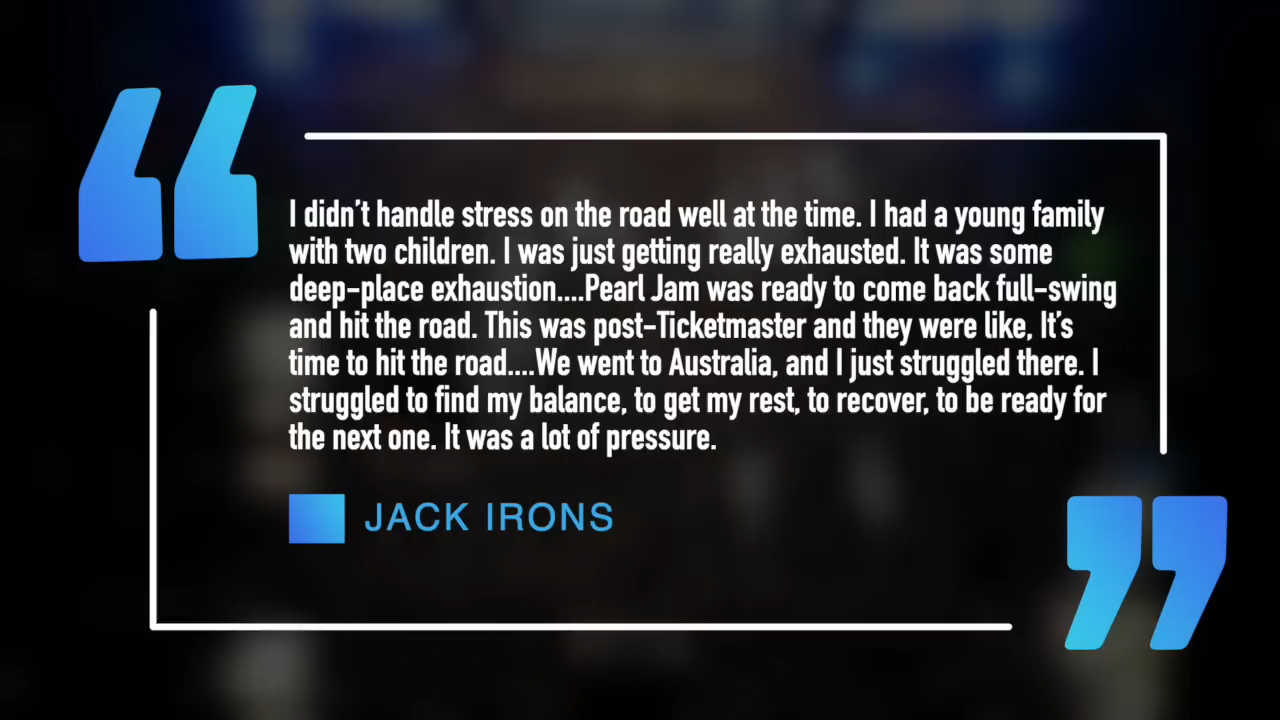 I didn't handle stress on the road well at the time. I had a young family
with two children. I was just getting really exhausted. It was some
deep-place exhaustion....Pearl Jam was ready to come back full-swing
and hit the road. This was post-Ticketmaster and they were like, It's
time to hit the road....We went to Australia, and I just struggled there. I
struggled to find my balance, to get my rest, to recover, to be ready for
the next one. It was a lot of pressure.
JACK IRONS